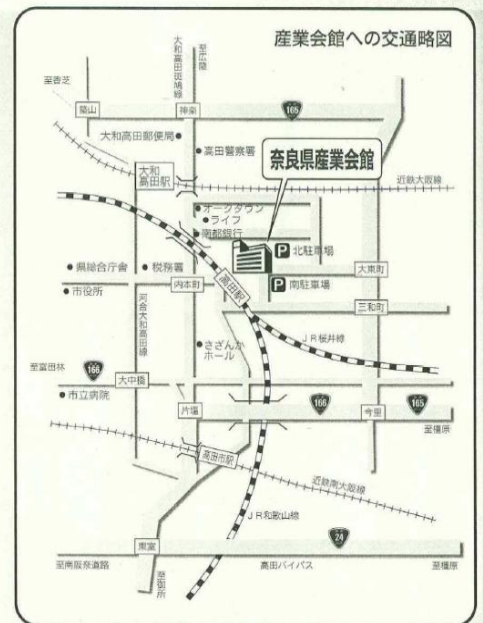 産業会館への交通略図
至広陵
大和高田斑鳩線
至香芝
築山
神楽
165
大和高田郵便局
高田警察署
奈良県産業会館
大和高田駅
近鉄大阪線
オークタウン
ライフ
南都銀行
P 北駐車場
県総合庁舎
税務署
高田駅
大東町
市役所
内本町
P 南駐車場
三和町
河合大和高田線
さざんかホール
JR桜井線
至富田林
166
大中橋
市立病院
片塩
166
165
今里
至橿原
高田市駅
近鉄南大阪線
JR和歌山線
東室
24
至南阪奈道路
至御所
高田バイパス
至橿原